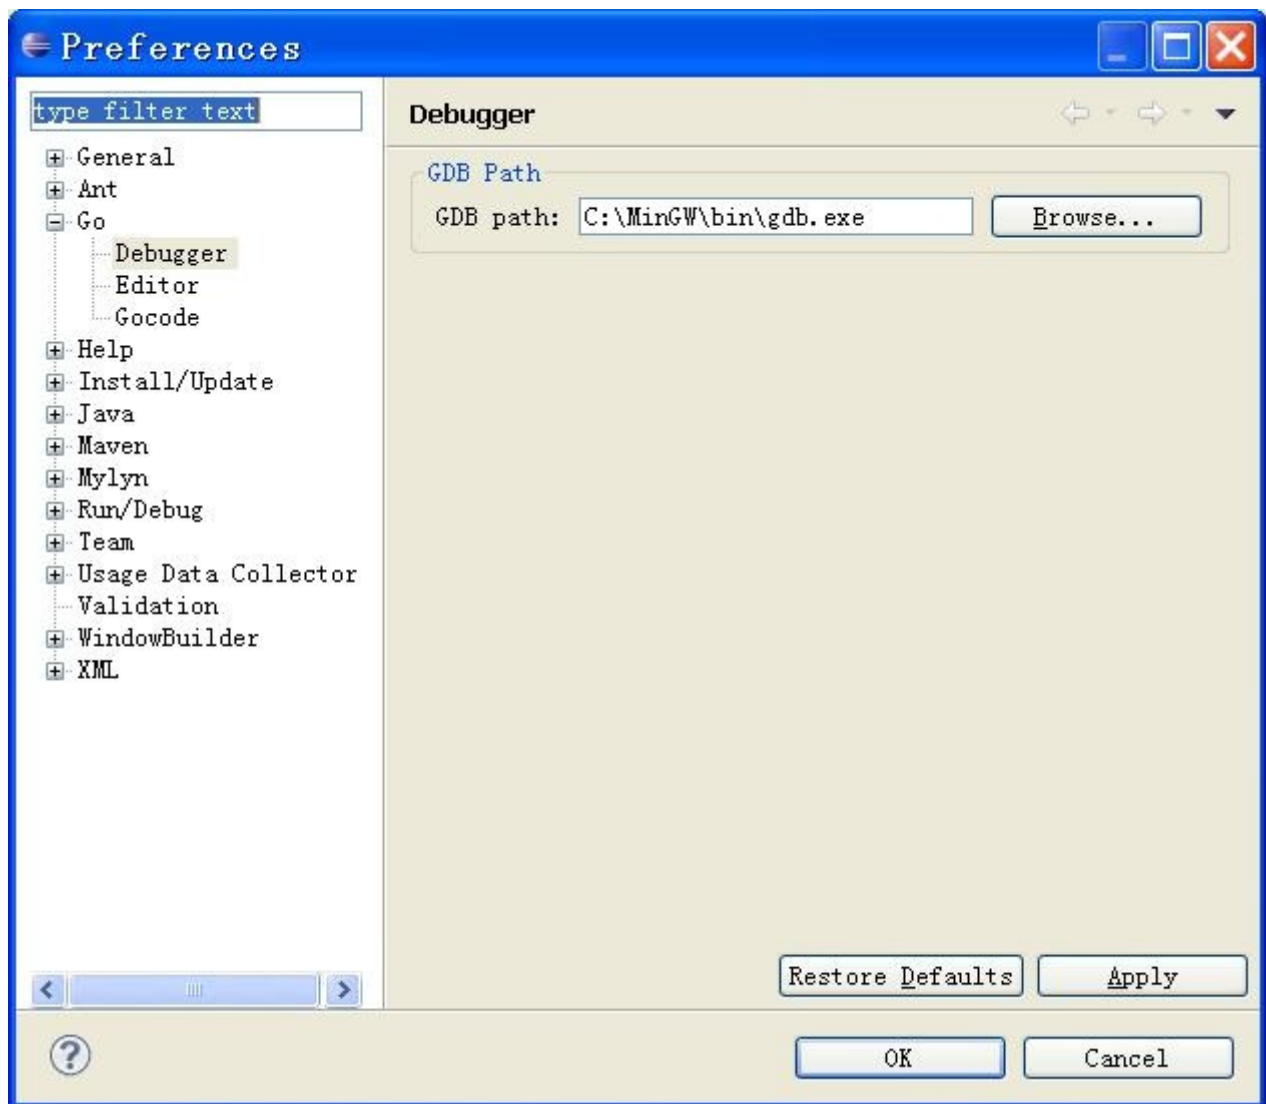 Preferences
type filter text
General
Ant
Go
Debugger
Editor
Gocode
Help
Install/Update
Java
Maven
Mylyn
Run/Debug
Team
Usage Data Collector
Validation
WindowBuilder
XML
Debugger
GDB Path
GDB path: C:\MinGW\bin\gdb.exe Browse...
Restore Defaults Apply
? OK Cancel